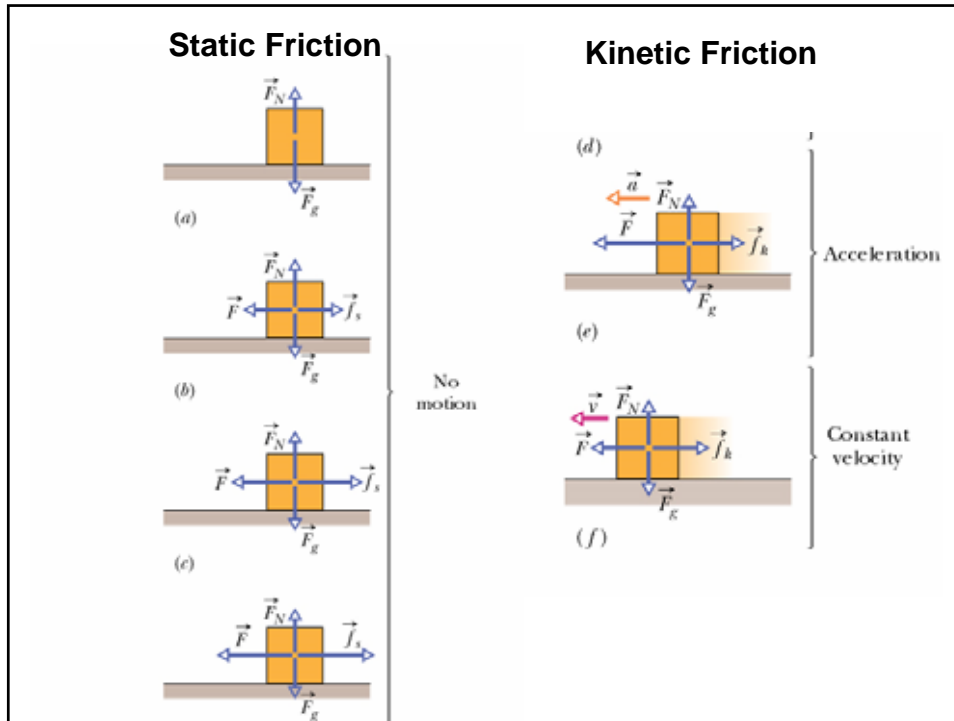 Static Friction
F_N
F_g
(a)
F_N
F f_s
F_g
(b)
F_N
F f_s
F_g
(c)
F_N
F f_s
F_g
No
motion
Kinetic Friction
(d)
a F_N
F f_k
F_g
(e)
Acceleration
v F_N
F f_k
F_g
(f)
Constant
velocity